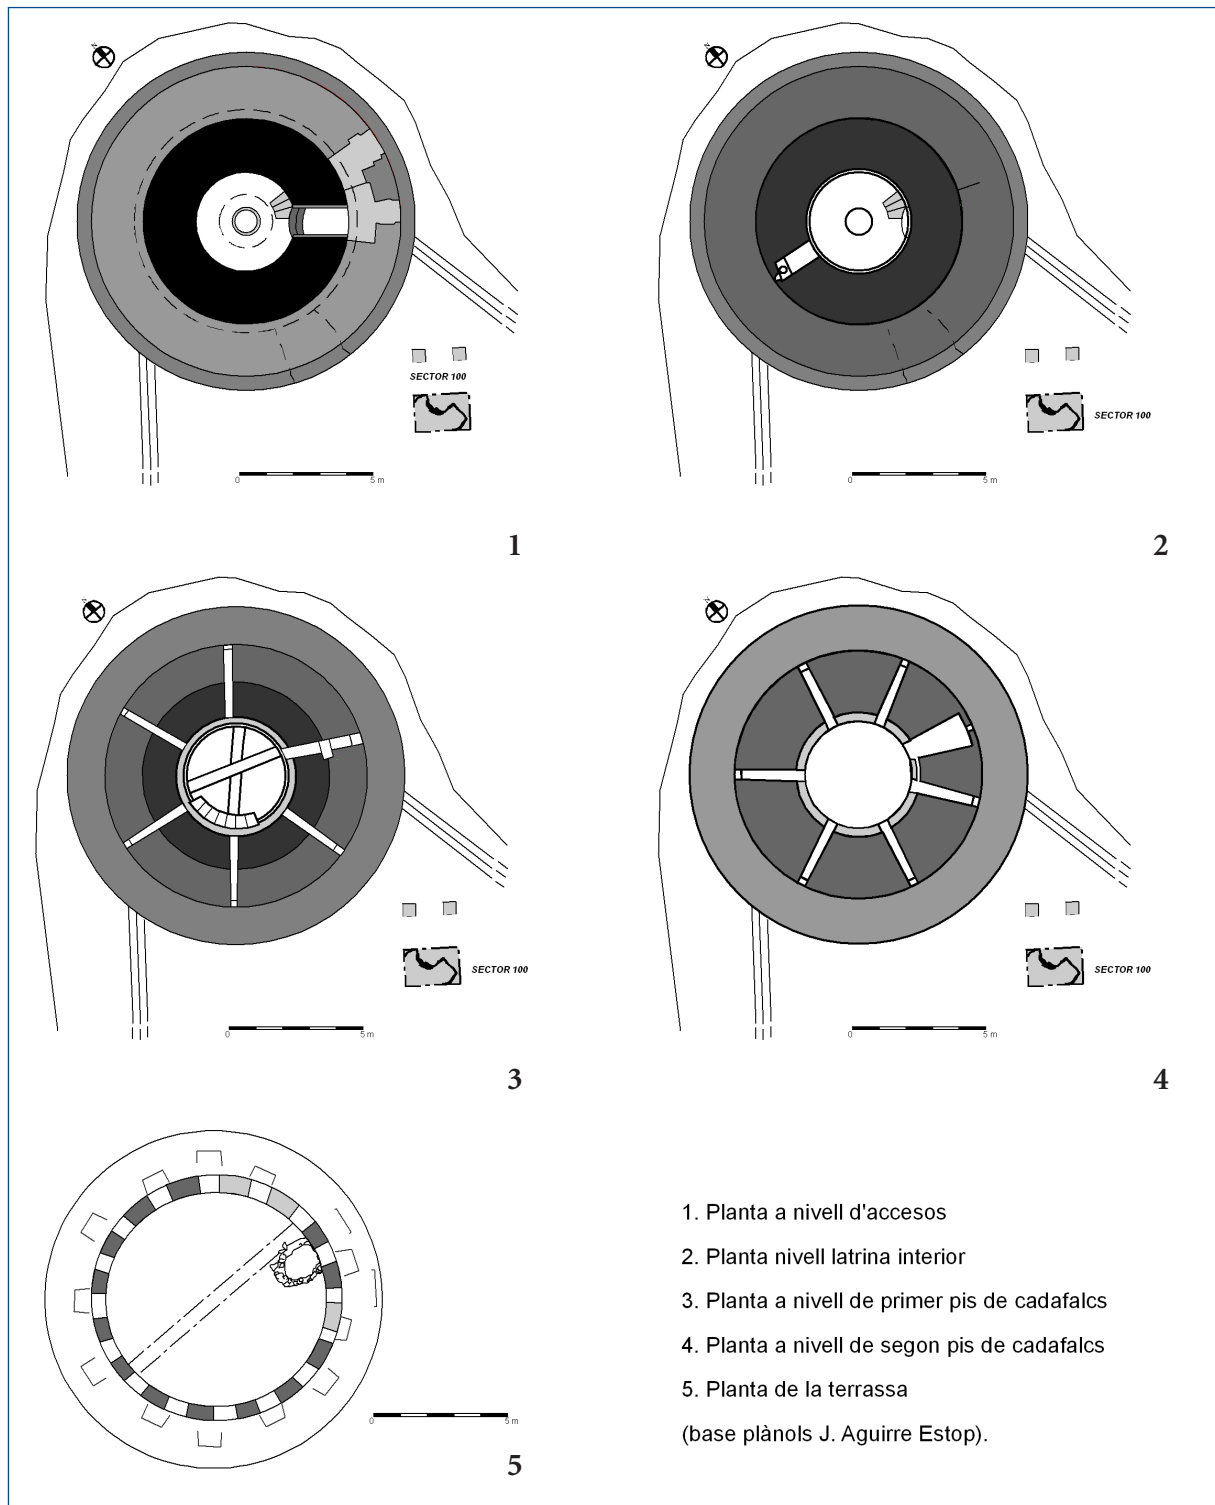 N
N
SECTOR 100
SECTOR 100
0 5 m
0 5 m
1
2
N
N
SECTOR 100
SECTOR 100
0 5 m
0 5 m
3
4
1. Planta a nivell d'accesos
2. Planta nivell latrina interior
3. Planta a nivell de primer pis de cadafalcs
4. Planta a nivell de segon pis de cadafalcs
5. Planta de la terrassa
(base plànols J. Aguirre Estop).
0 5 m
5